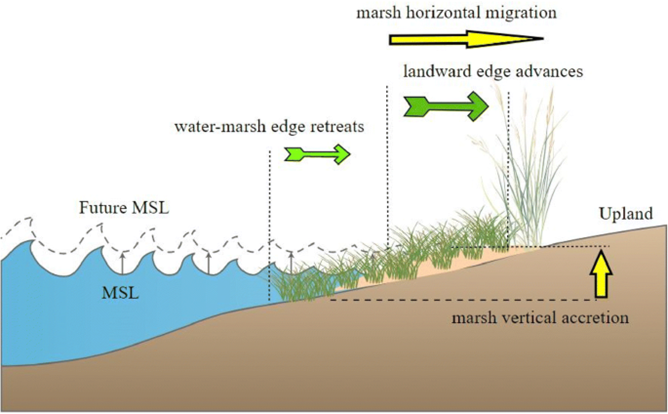 marsh horizontal migration
landward edge advances
water-marsh edge retreats
Future MSL
Upland
MSL
marsh vertical accretion